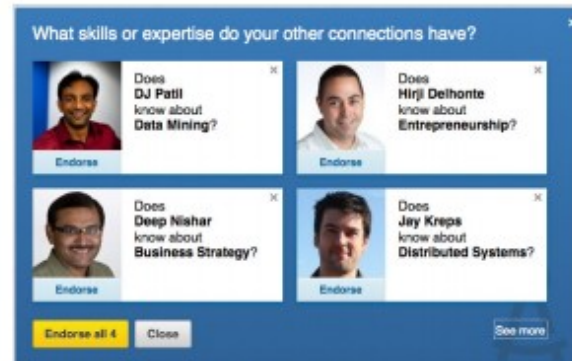 What skills or expertise do your other connections have?
Does
DJ Patil
know about
Data Mining?
Endorse
Does
Hirji Delhonte
know about
Entrepreneurship?
Endorse
Does
Deep Nishar
know about
Business Strategy?
Endorse
Does
Jay Kreps
know about
Distributed Systems?
Endorse
Endorse all 4
Close
See more